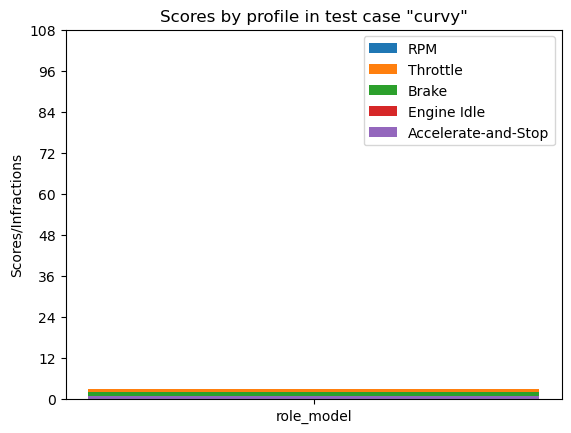 Scores by profile in test case "curvy"
108
96
84
72
60
48
36
24
12
0
Scores/Infractions
RPM
Throttle
Brake
Engine Idle
Accelerate-and-Stop
role_model